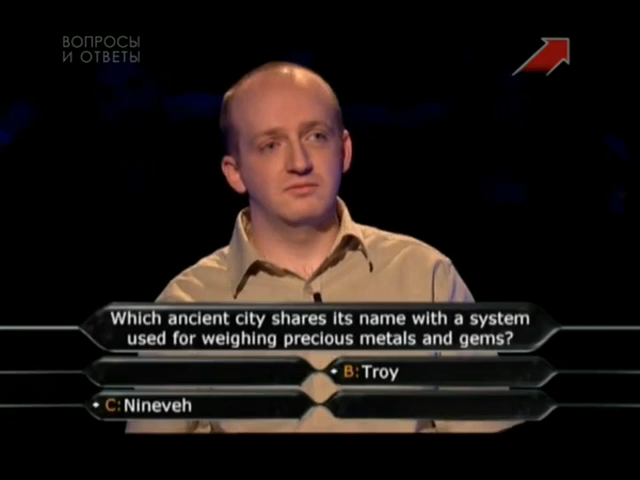 ВОПРОСЫ
И ОТВЕТЫ
Which ancient city shares its name with a system
used for weighing precious metals and gems?
B: Troy
C: Nineveh